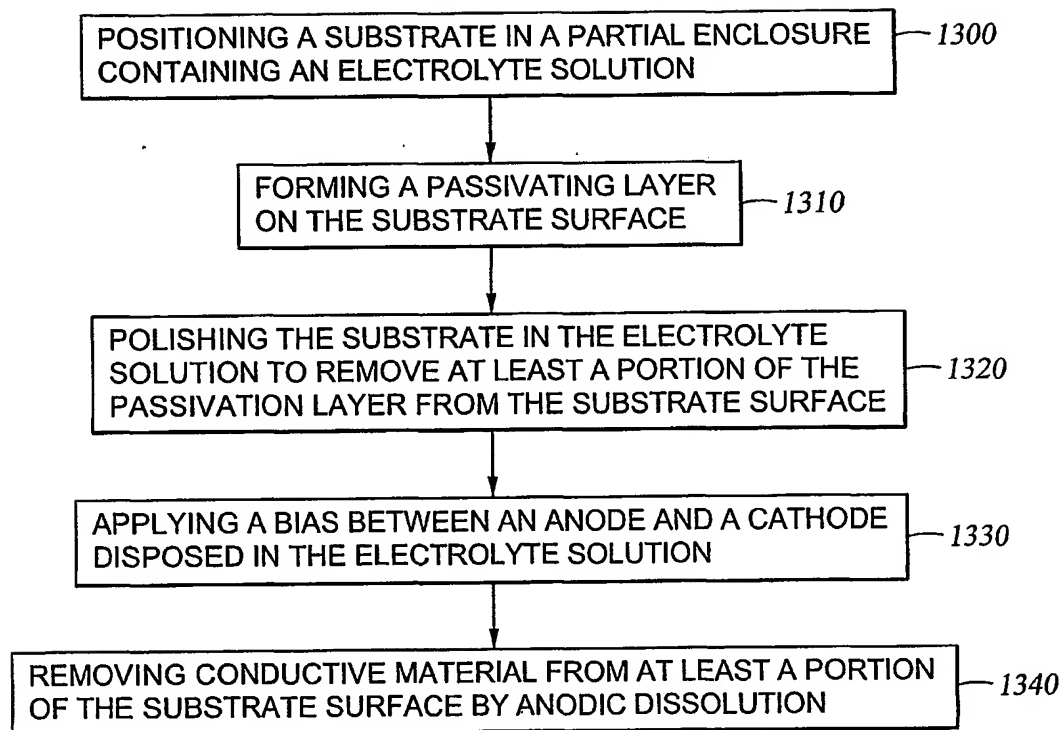 POSITIONING A SUBSTRATE IN A PARTIAL ENCLOSURE
CONTAINING AN ELECTROLYTE SOLUTION
1300
FORMING A PASSIVATING LAYER
ON THE SUBSTRATE SURFACE
1310
POLISHING THE SUBSTRATE IN THE ELECTROLYTE
SOLUTION TO REMOVE AT LEAST A PORTION OF THE
PASSIVATION LAYER FROM THE SUBSTRATE SURFACE
1320
APPLYING A BIAS BETWEEN AN ANODE AND A CATHODE
DISPOSED IN THE ELECTROLYTE SOLUTION
1330
REMOVING CONDUCTIVE MATERIAL FROM AT LEAST A PORTION
OF THE SUBSTRATE SURFACE BY ANODIC DISSOLUTION
1340